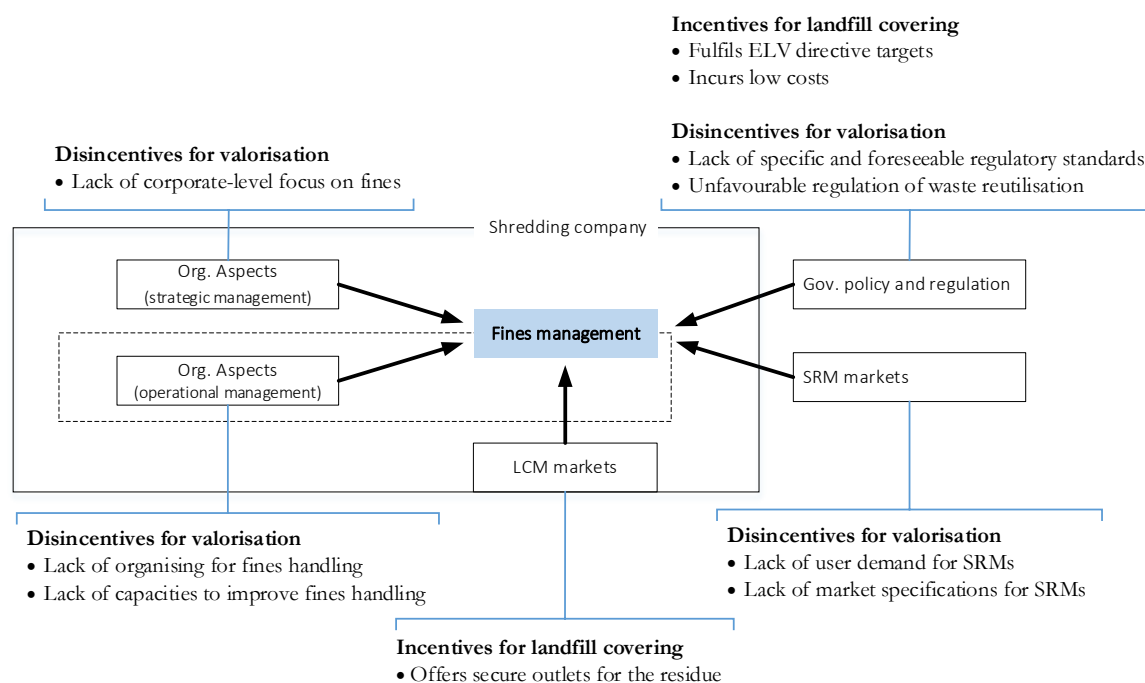 Incentives for landfill covering
• Fulfils ELV directive targets
• Incurs low costs
Disincentives for valorisation
• Lack of corporate-level focus on fines
Disincentives for valorisation
• Lack of specific and foreseeable regulatory standards
• Unfavourable regulation of waste reutilisation
Shredding company
Org. Aspects
(strategic management)
Gov. policy and regulation
Fines management
Org. Aspects
(operational management)
SRM markets
LCM markets
Disincentives for valorisation
• Lack of organising for fines handling
• Lack of capacities to improve fines handling
Disincentives for valorisation
• Lack of user demand for SRMs
• Lack of market specifications for SRMs
Incentives for landfill covering
• Offers secure outlets for the residue